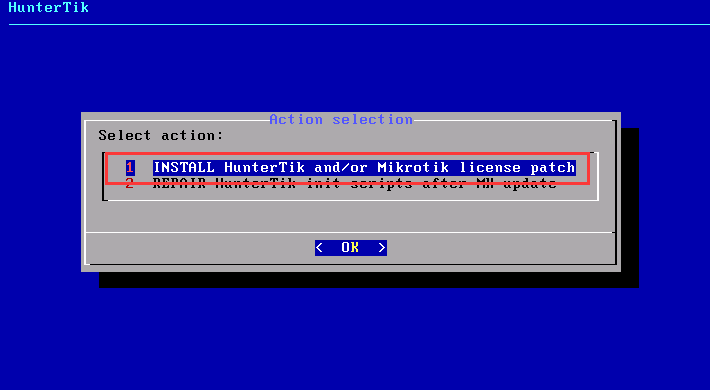 HunterTik
Action selection
Select action:
1 INSTALL HunterTik and/or Mikrotik license patch
2 REPAIR HunterTik init scripts after MH update
< OK >